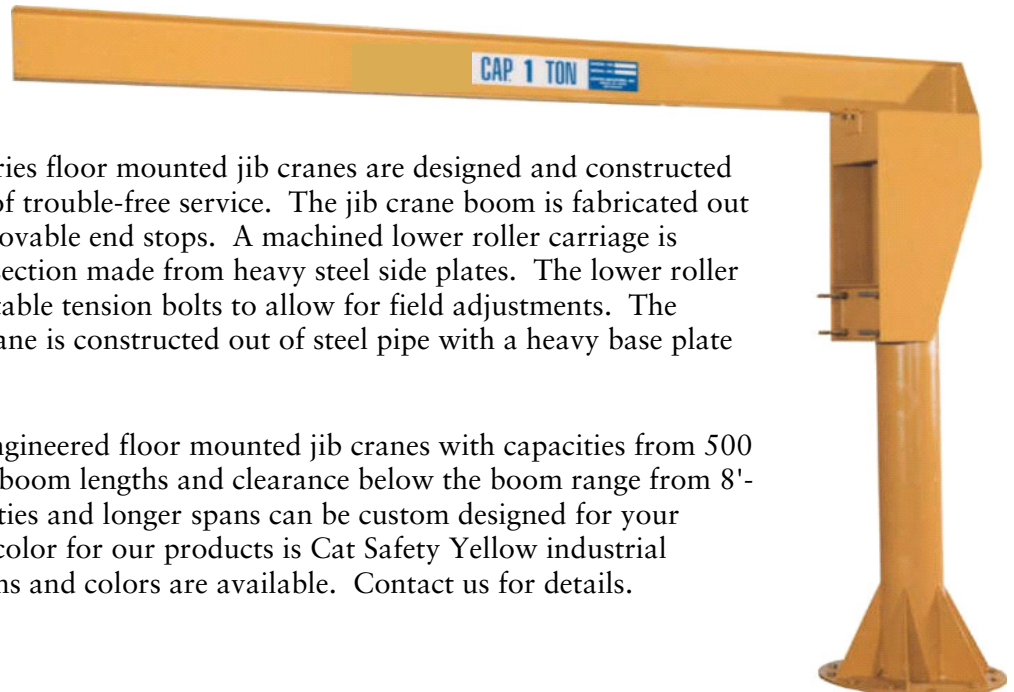 CAP. 1 TON
ries floor mounted jib cranes are designed and constructed
of trouble-free service. The jib crane boom is fabricated out
ovable end stops. A machined lower roller carriage is
section made from heavy steel side plates. The lower roller
table tension bolts to allow for field adjustments. The
ane is constructed out of steel pipe with a heavy base plate
ngineered floor mounted jib cranes with capacities from 500
boom lengths and clearance below the boom range from 8'-
ties and longer spans can be custom designed for your
color for our products is Cat Safety Yellow industrial
ns and colors are available. Contact us for details.